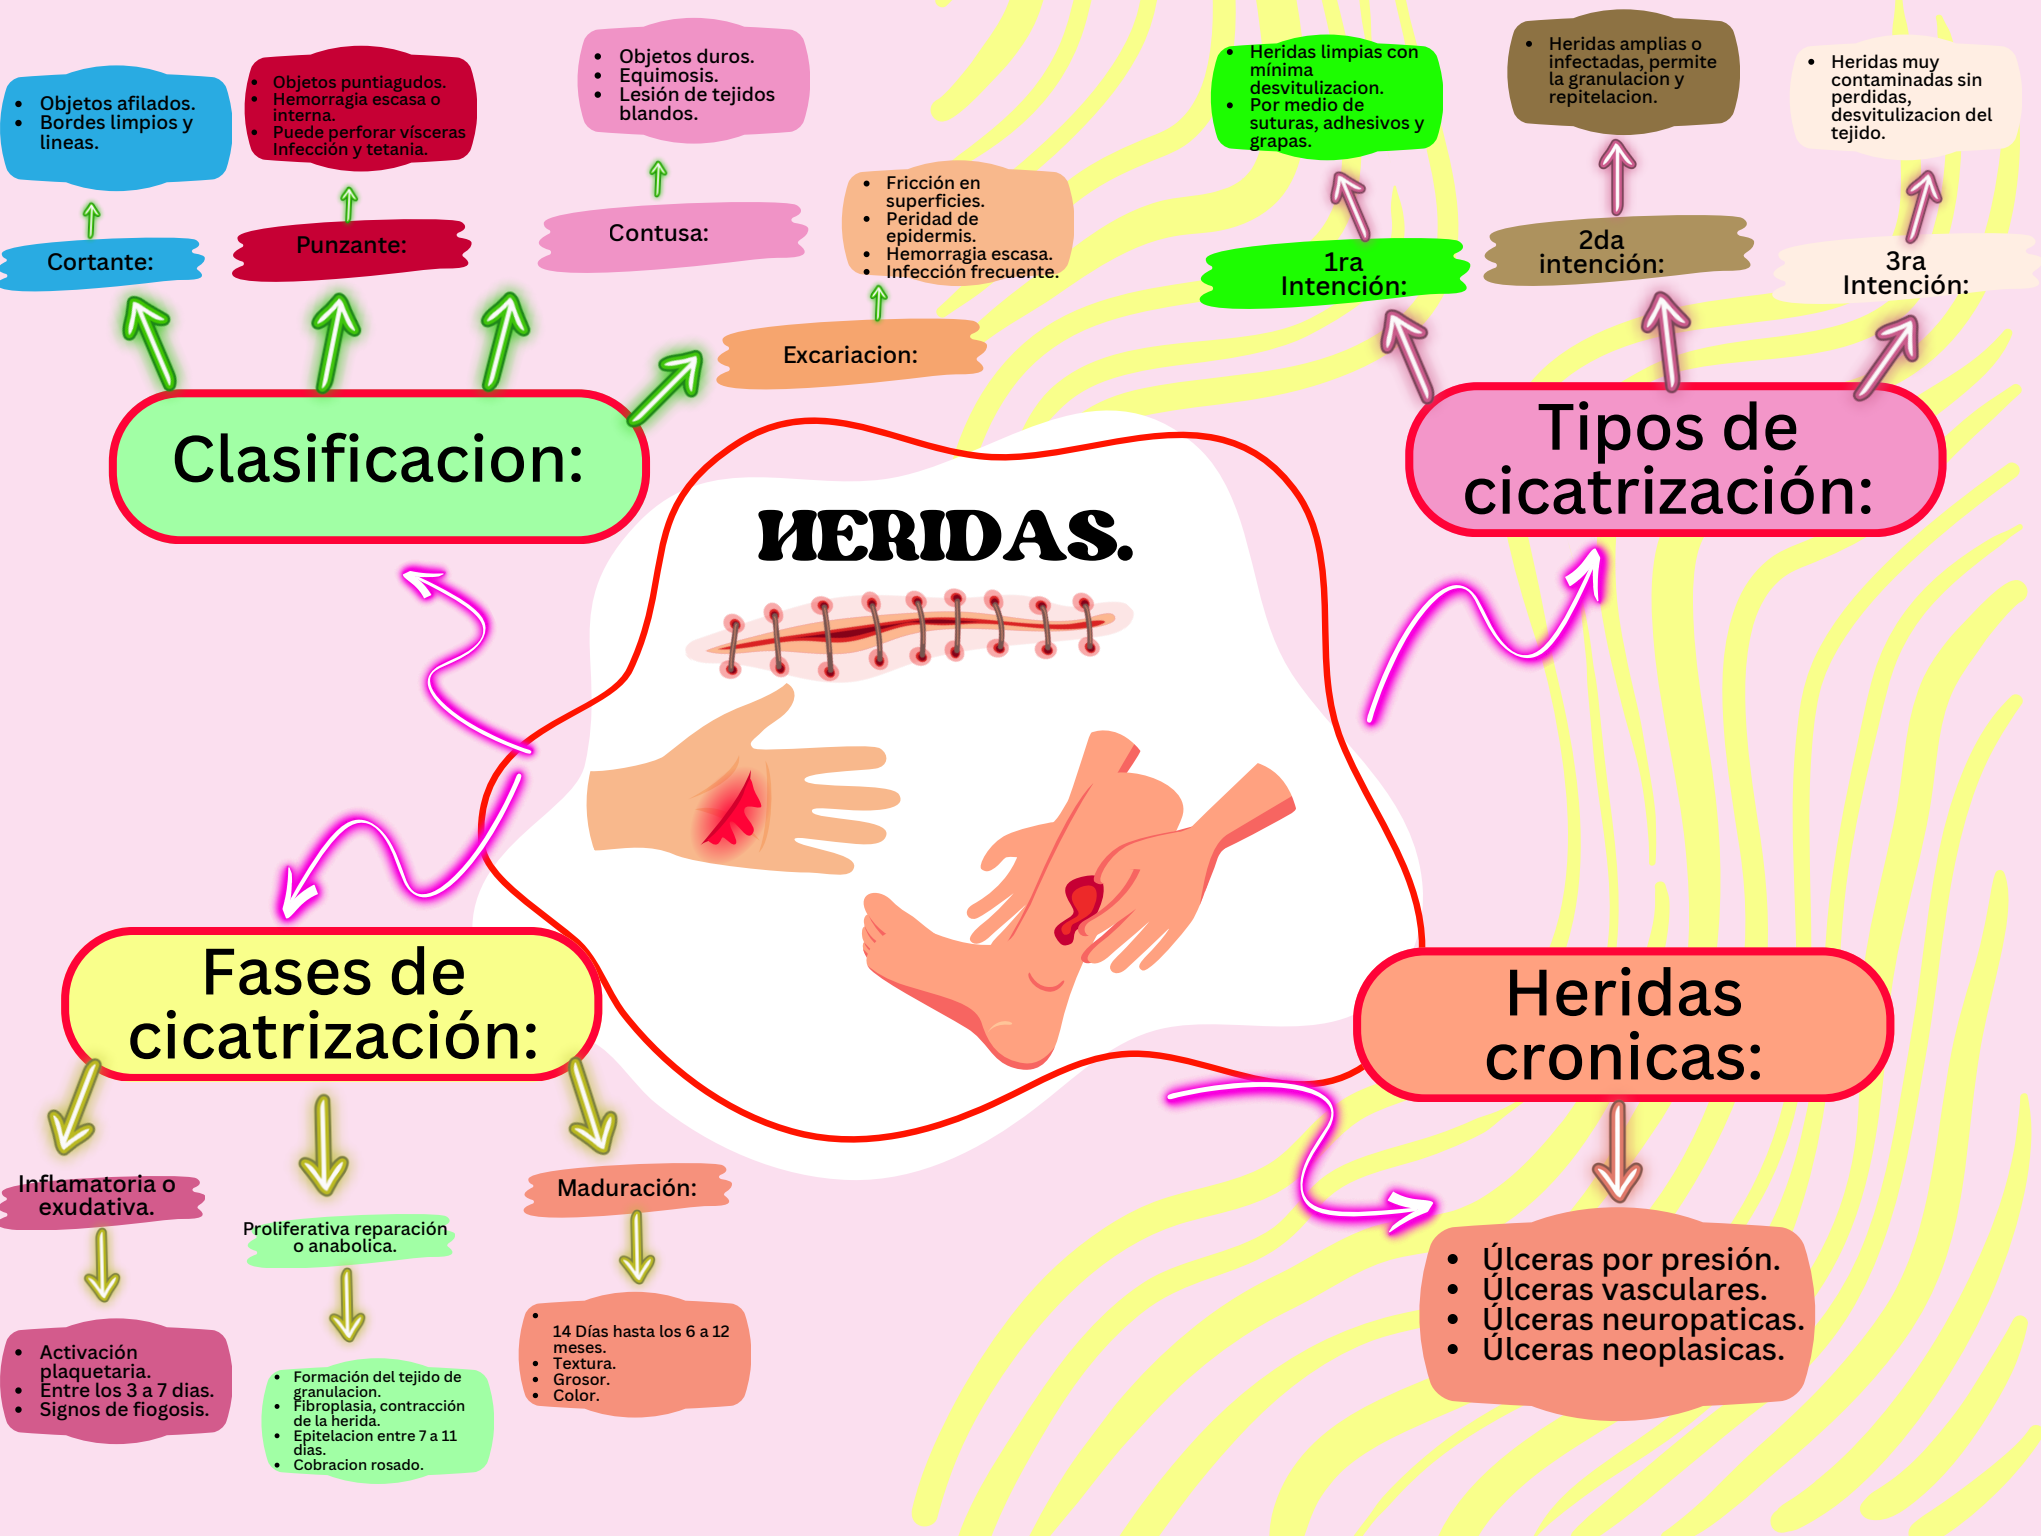 HERIDAS.
Clasificacion:
Cortante:
• Objetos afilados.
• Bordes limpios y
lineas.
Punzante:
• Objetos puntiagudos.
• Hemorragia escasa o
interna.
• Puede perforar vísceras
Infección y tetania.
Contusa:
• Objetos duros.
• Equimosis.
• Lesión de tejidos
blandos.
Excariacion:
• Fricción en
superficies.
• Peridad de
epidermis.
• Hemorragia escasa.
• Infección frecuente.
Tipos de
cicatrización:
1ra
Intención:
• Heridas limpias con
mínima
desvitulizacion.
• Por medio de
suturas, adhesivos y
grapas.
2da
intención:
• Heridas amplias o
infectadas, permite
la granulacion y
repitelacion.
3ra
Intención:
• Heridas muy
contaminadas sin
perdidas,
desvitulizacion del
tejido.
Fases de
cicatrización:
Inflamatoria o
exudativa.
• Activación
plaquetaria.
• Entre los 3 a 7 dias.
• Signos de fiogosis.
Proliferativa reparación
o anabolica.
• Formación del tejido de
granulacion.
• Fibroplasia, contracción
de la herida.
• Epitelacion entre 7 a 11
dias.
• Cobracion rosado.
Maduración:
•
14 Días hasta los 6 a 12
meses.
• Textura.
• Grosor.
• Color.
Heridas
cronicas:
• Úlceras por presión.
• Úlceras vasculares.
• Úlceras neuropaticas.
• Úlceras neoplasicas.